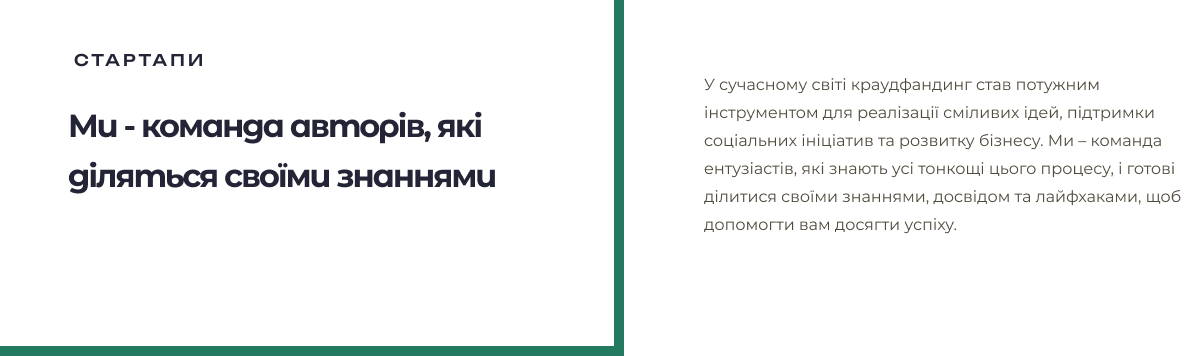 СТАРТАПИ
Ми - команда авторів, які
діляться своїми знаннями
У сучасному світі краудфандинг став потужним
інструментом для реалізації сміливих ідей, підтримки
соціальних ініціатив та розвитку бізнесу. Ми – команда
ентузіастів, які знають усі тонкощі цього процесу, і готові
ділитися своїми знаннями, досвідом та лайфхаками, щоб
допомогти вам досягти успіху.